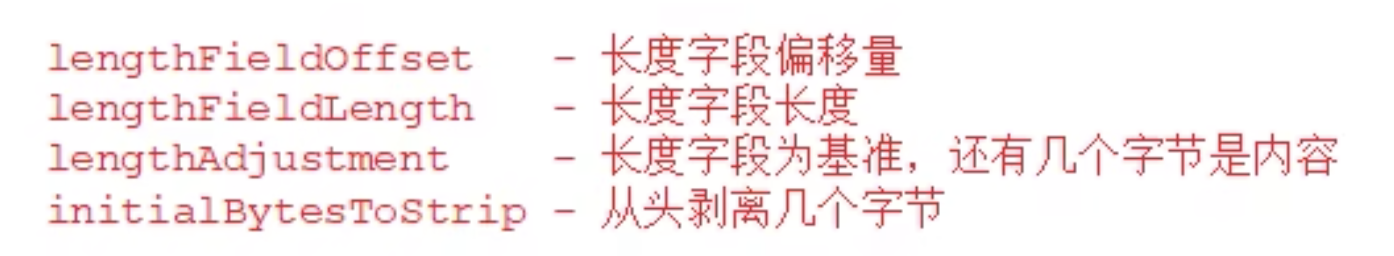 lengthFieldOffset   - 长度字段偏移量
lengthFieldLength   - 长度字段长度
lengthAdjustment    - 长度字段为基准，还有几个字节是内容
initialBytesToStrip - 从头剥离几个字节